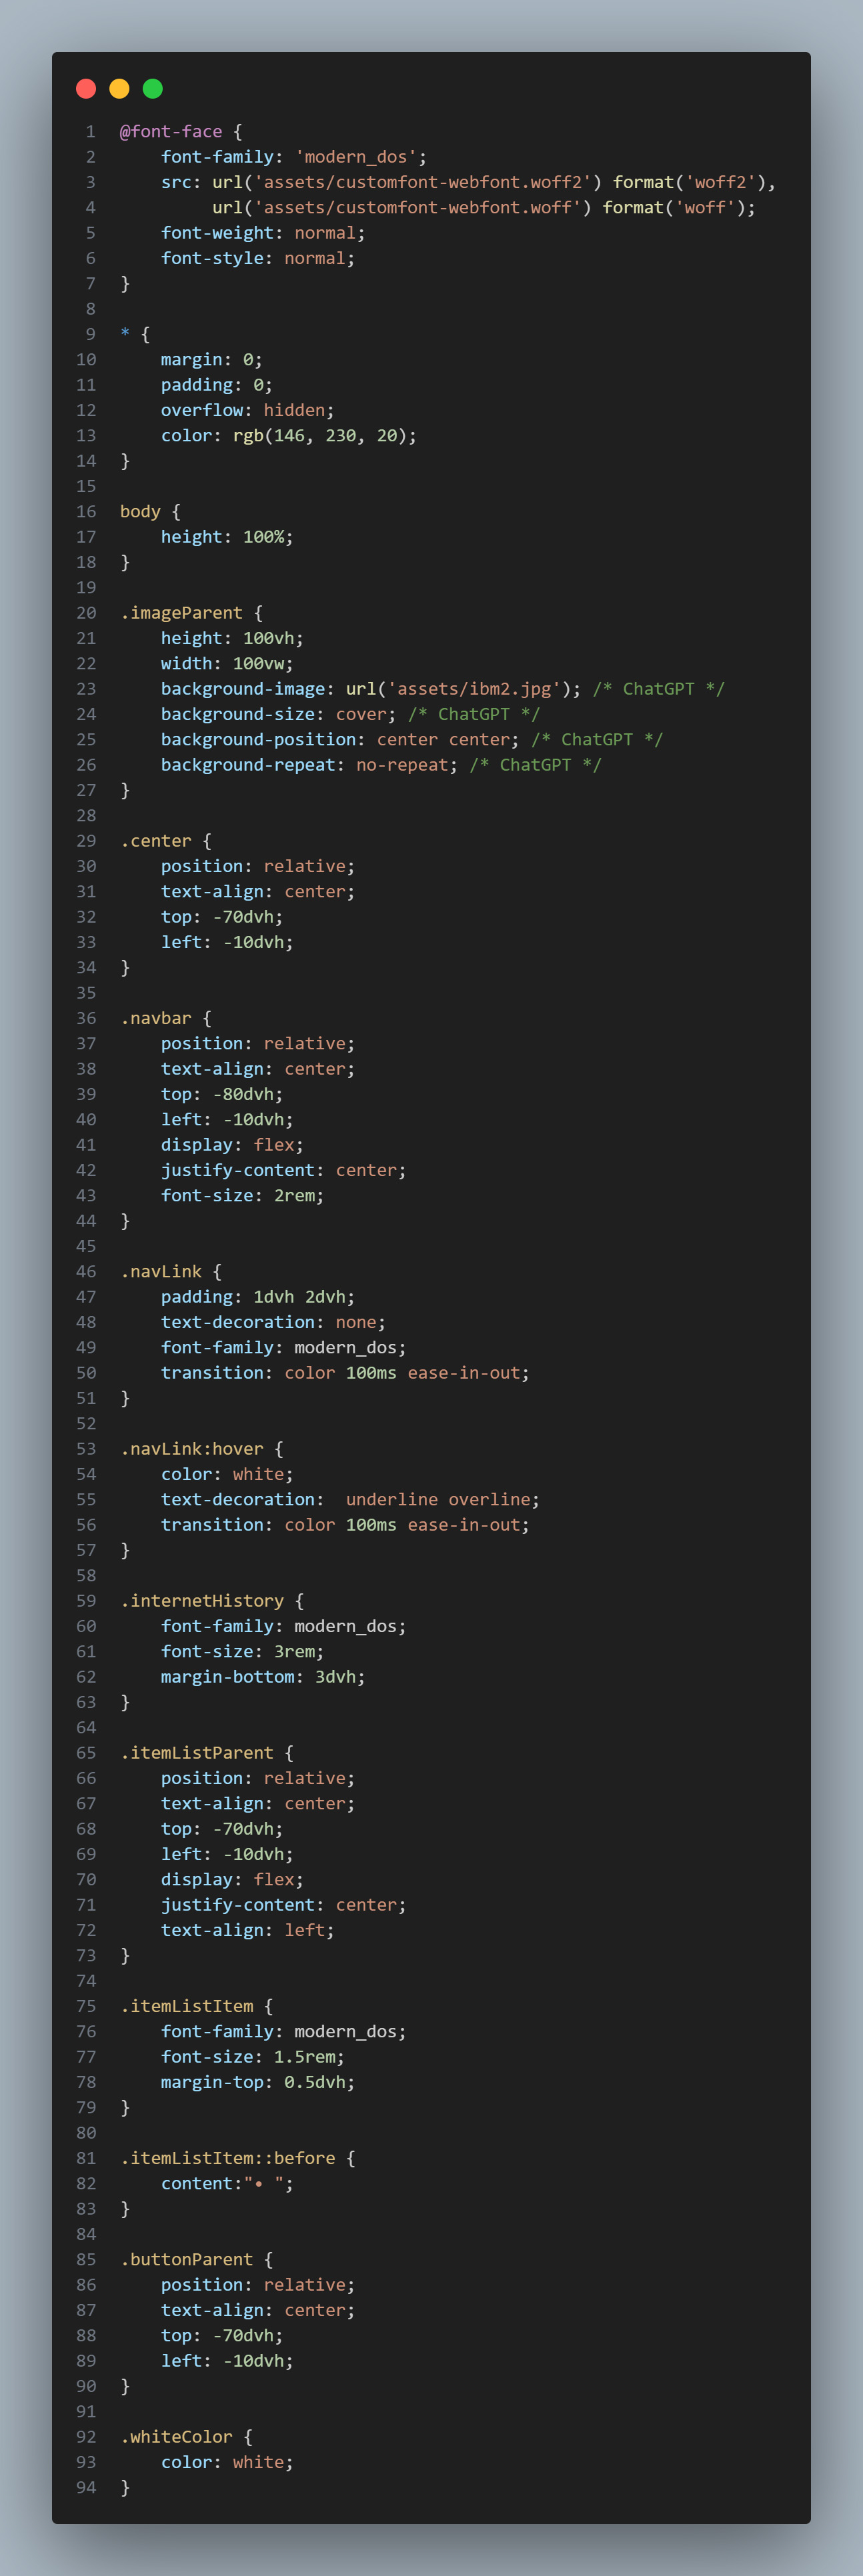 1 @font-face {
2     font-family: 'modern_dos';
3     src: url('assets/customfont-webfont.woff2') format('woff2'),
4          url('assets/customfont-webfont.woff') format('woff');
5     font-weight: normal;
6     font-style: normal;
7 }
8
9 * {
10     margin: 0;
11     padding: 0;
12     overflow: hidden;
13     color: rgb(146, 230, 20);
14 }
15
16 body {
17     height: 100%;
18 }
19
20 .imageParent {
21     height: 100vh;
22     width: 100vw;
23     background-image: url('assets/ibm2.jpg'); /* ChatGPT */
24     background-size: cover; /* ChatGPT */
25     background-position: center center; /* ChatGPT */
26     background-repeat: no-repeat; /* ChatGPT */
27 }
28
29 .center {
30     position: relative;
31     text-align: center;
32     top: -70dvh;
33     left: -10dvh;
34 }
35
36 .navbar {
37     position: relative;
38     text-align: center;
39     top: -80dvh;
40     left: -10dvh;
41     display: flex;
42     justify-content: center;
43     font-size: 2rem;
44 }
45
46 .navLink {
47     padding: 1dvh 2dvh;
48     text-decoration: none;
49     font-family: modern_dos;
50     transition: color 100ms ease-in-out;
51 }
52
53 .navLink:hover {
54     color: white;
55     text-decoration:  underline overline;
56     transition: color 100ms ease-in-out;
57 }
58
59 .internetHistory {
60     font-family: modern_dos;
61     font-size: 3rem;
62     margin-bottom: 3dvh;
63 }
64
65 .itemListParent {
66     position: relative;
67     text-align: center;
68     top: -70dvh;
69     left: -10dvh;
70     display: flex;
71     justify-content: center;
72     text-align: left;
73 }
74
75 .itemListItem {
76     font-family: modern_dos;
77     font-size: 1.5rem;
78     margin-top: 0.5dvh;
79 }
80
81 .itemListItem::before {
82     content:"• ";
83 }
84
85 .buttonParent {
86     position: relative;
87     text-align: center;
88     top: -70dvh;
89     left: -10dvh;
90 }
91
92 .whiteColor {
93     color: white;
94 }